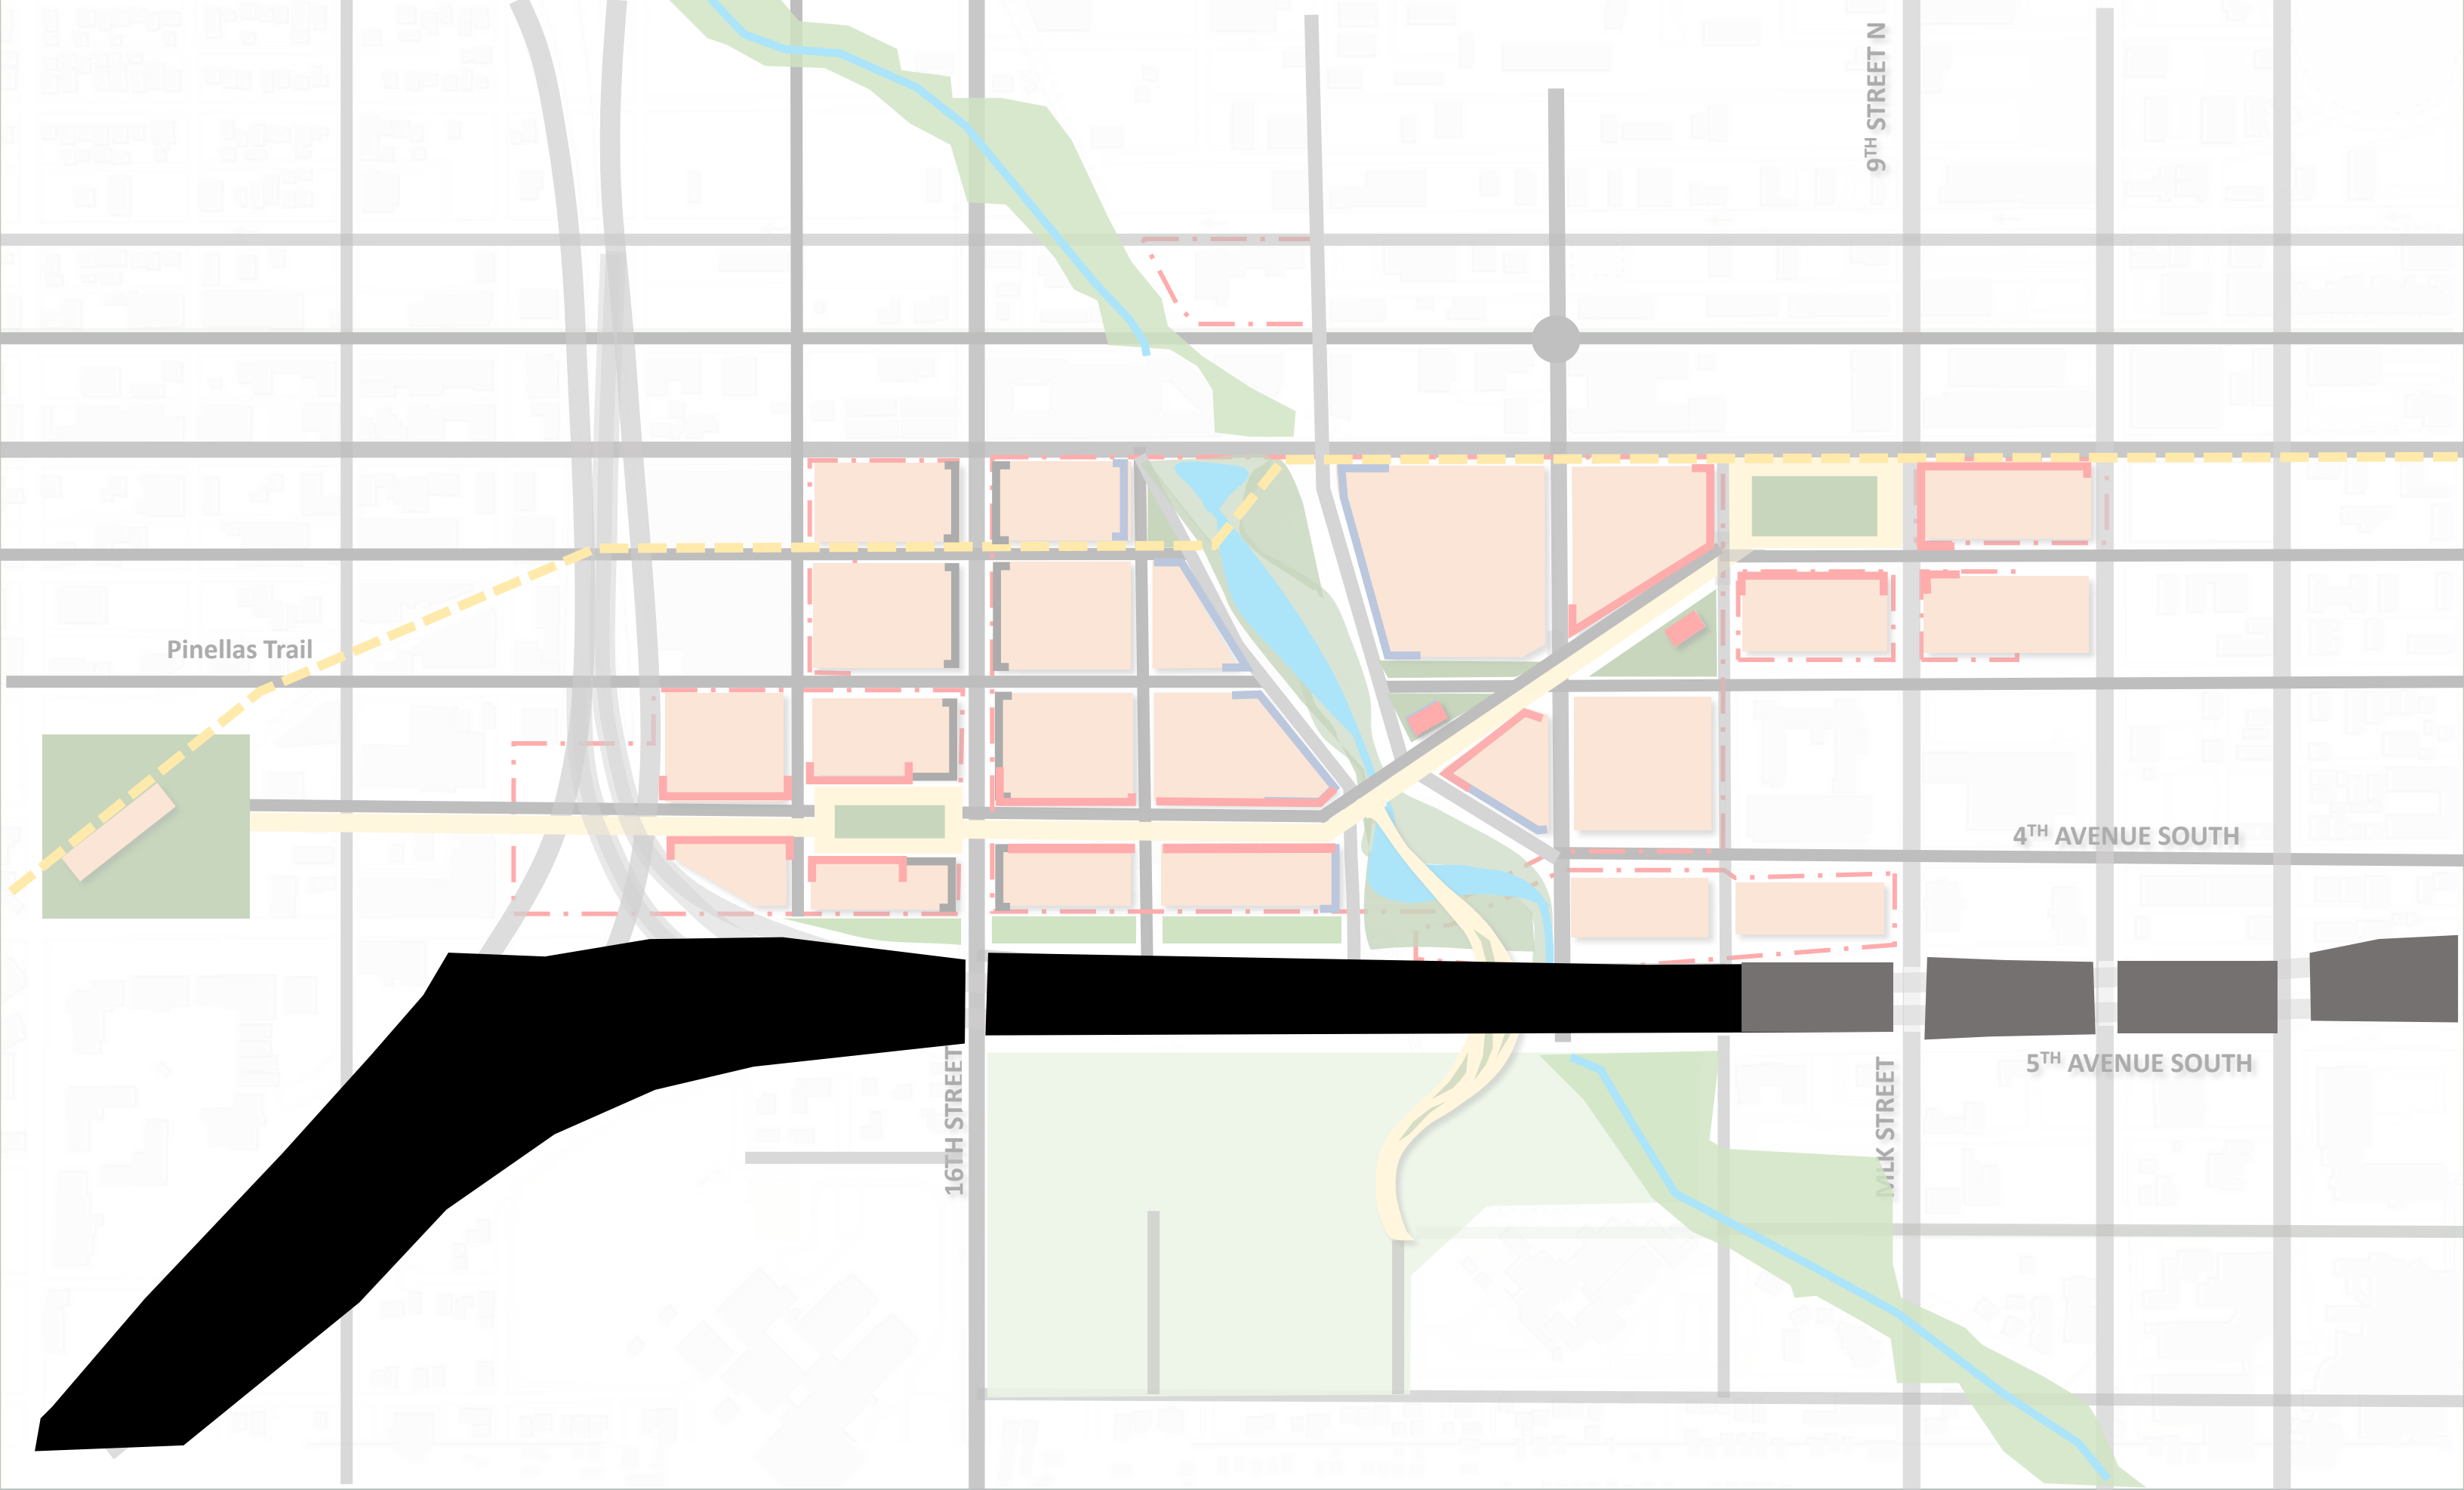 9TH STREET N
Pinellas Trail
4TH AVENUE SOUTH
5TH AVENUE SOUTH
16TH STREET
MLK STREET